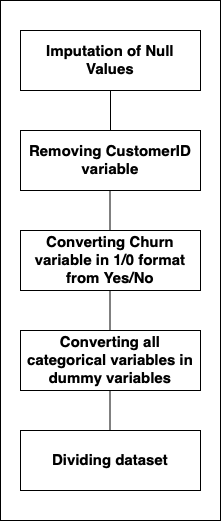 Imputation of Null
Values
Removing CustomerID
variable
Converting Churn
variable in 1/0 format
from Yes/No
Converting all
categorical variables in
dummy variables
Dividing dataset